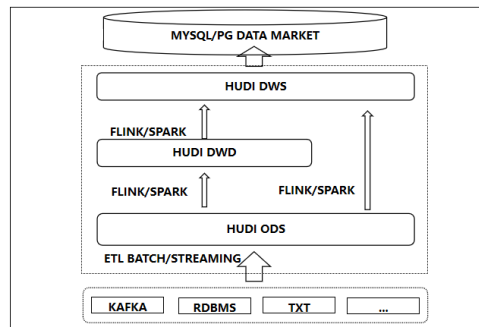 MYSQL/PG DATA MARKET
HUDI DWS
FLINK/SPARK
HUDI DWD
FLINK/SPARK FLINK/SPARK
HUDI ODS
ETL BATCH/STREAMING
KAFKA RDBMS TXT ...